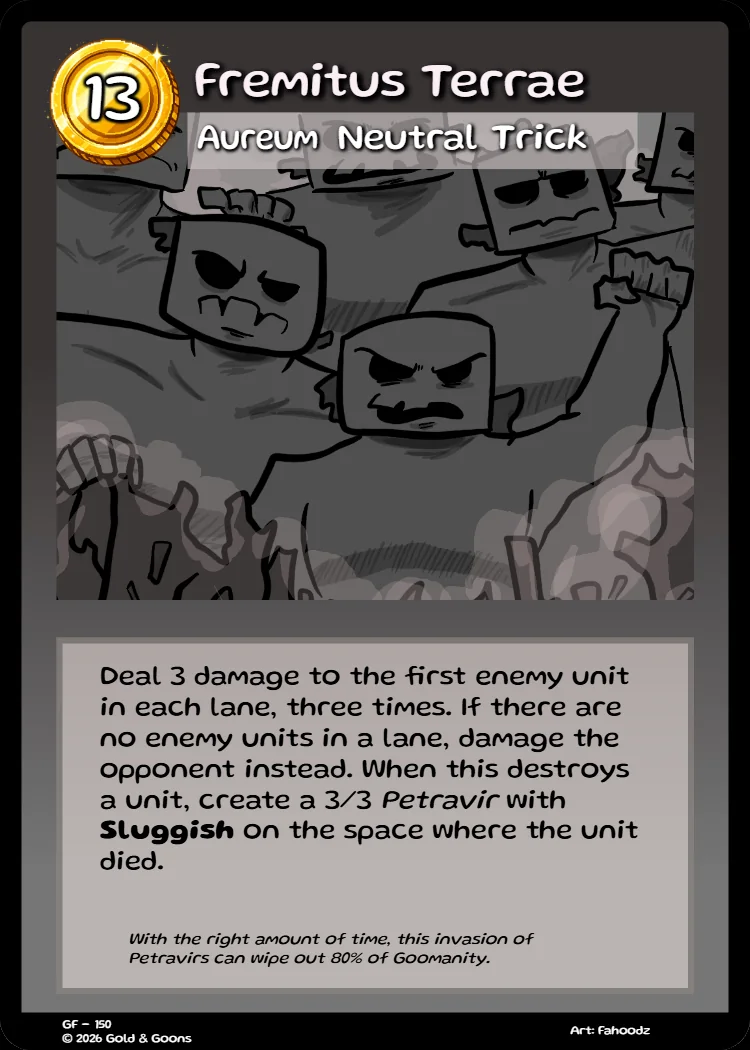 13
Fremitus Terrae
Aureum Neutral Trick
Deal 3 damage to the first enemy unit
in each lane, three times. If there are
no enemy units in a lane, damage the
opponent instead. When this destroys
a unit, create a 3/3 Petravir with
Sluggish on the space where the unit
died.
With the right amount of time, this invasion of
Petravirs can wipe out 80% of Goomanity.
GF - 150
© 2026 Gold & Goons
Art: Fahoodz